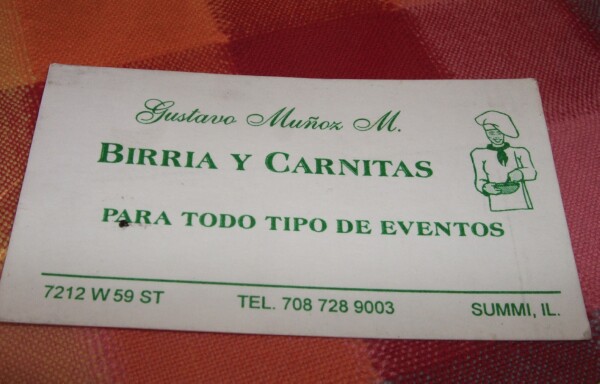 Gustavo Muñoz M.
BIRRIA Y CARNITAS
PARA TODO TIPO DE EVENTOS
7212 W 59 ST TEL. 708 728 9003 SUMMI, IL.